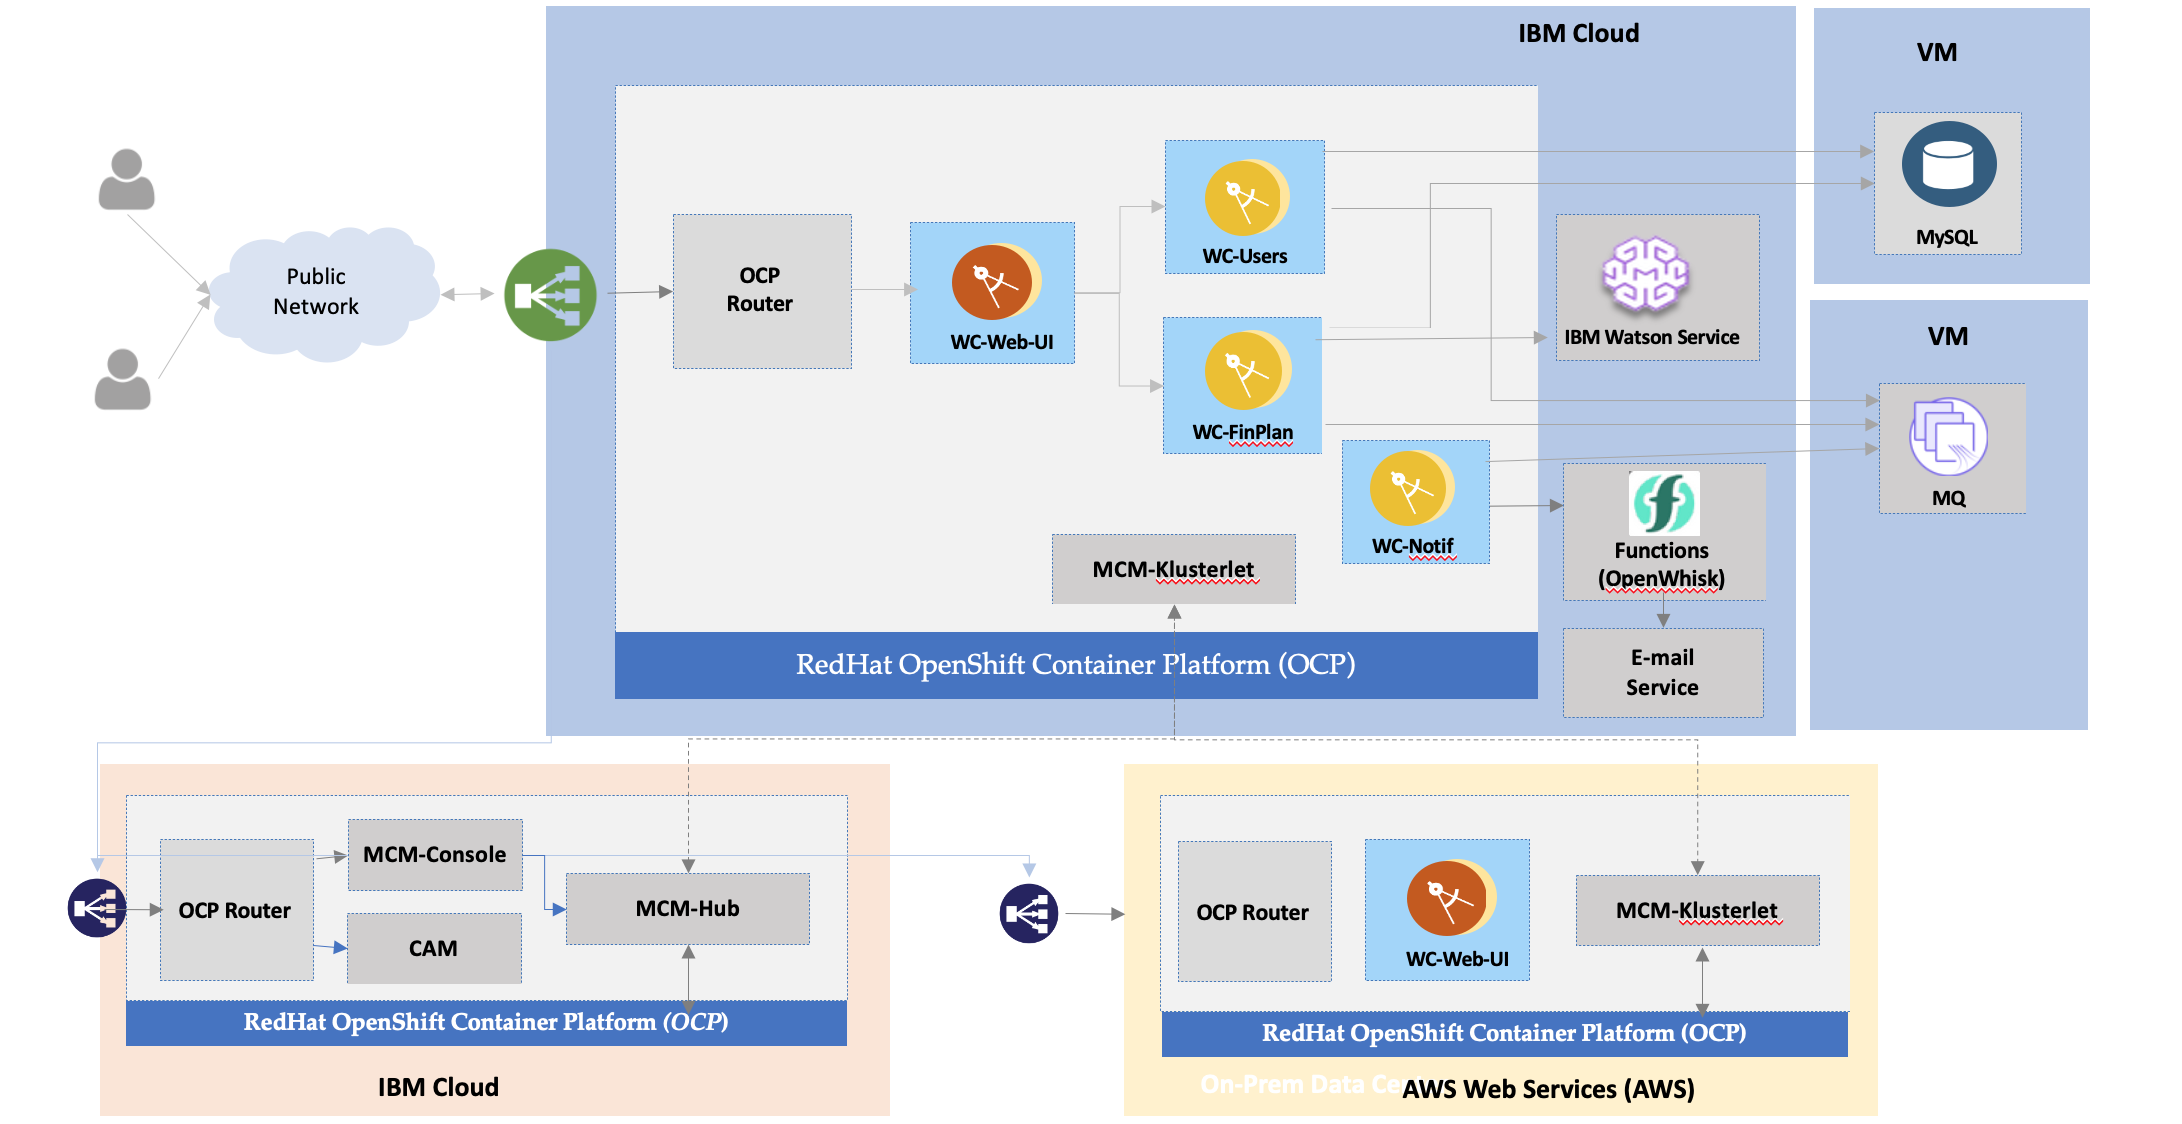 IBM Cloud
VM
MySQL
VM
MQ
Public
Network
OCP
Router
WC-Web-UI
WC-Users
WC-FinPlan
WC-Notif
IBM Watson Service
Functions
(OpenWhisk)
E-mail
Service
MCM-Klusterlet
RedHat OpenShift Container Platform (OCP)
OCP Router
MCM-Console
CAM
MCM-Hub
RedHat OpenShift Container Platform (OCP)
IBM Cloud
OCP Router
WC-Web-UI
MCM-Klusterlet
RedHat OpenShift Container Platform (OCP)
On-Prem Data
AWS Web Services (AWS)